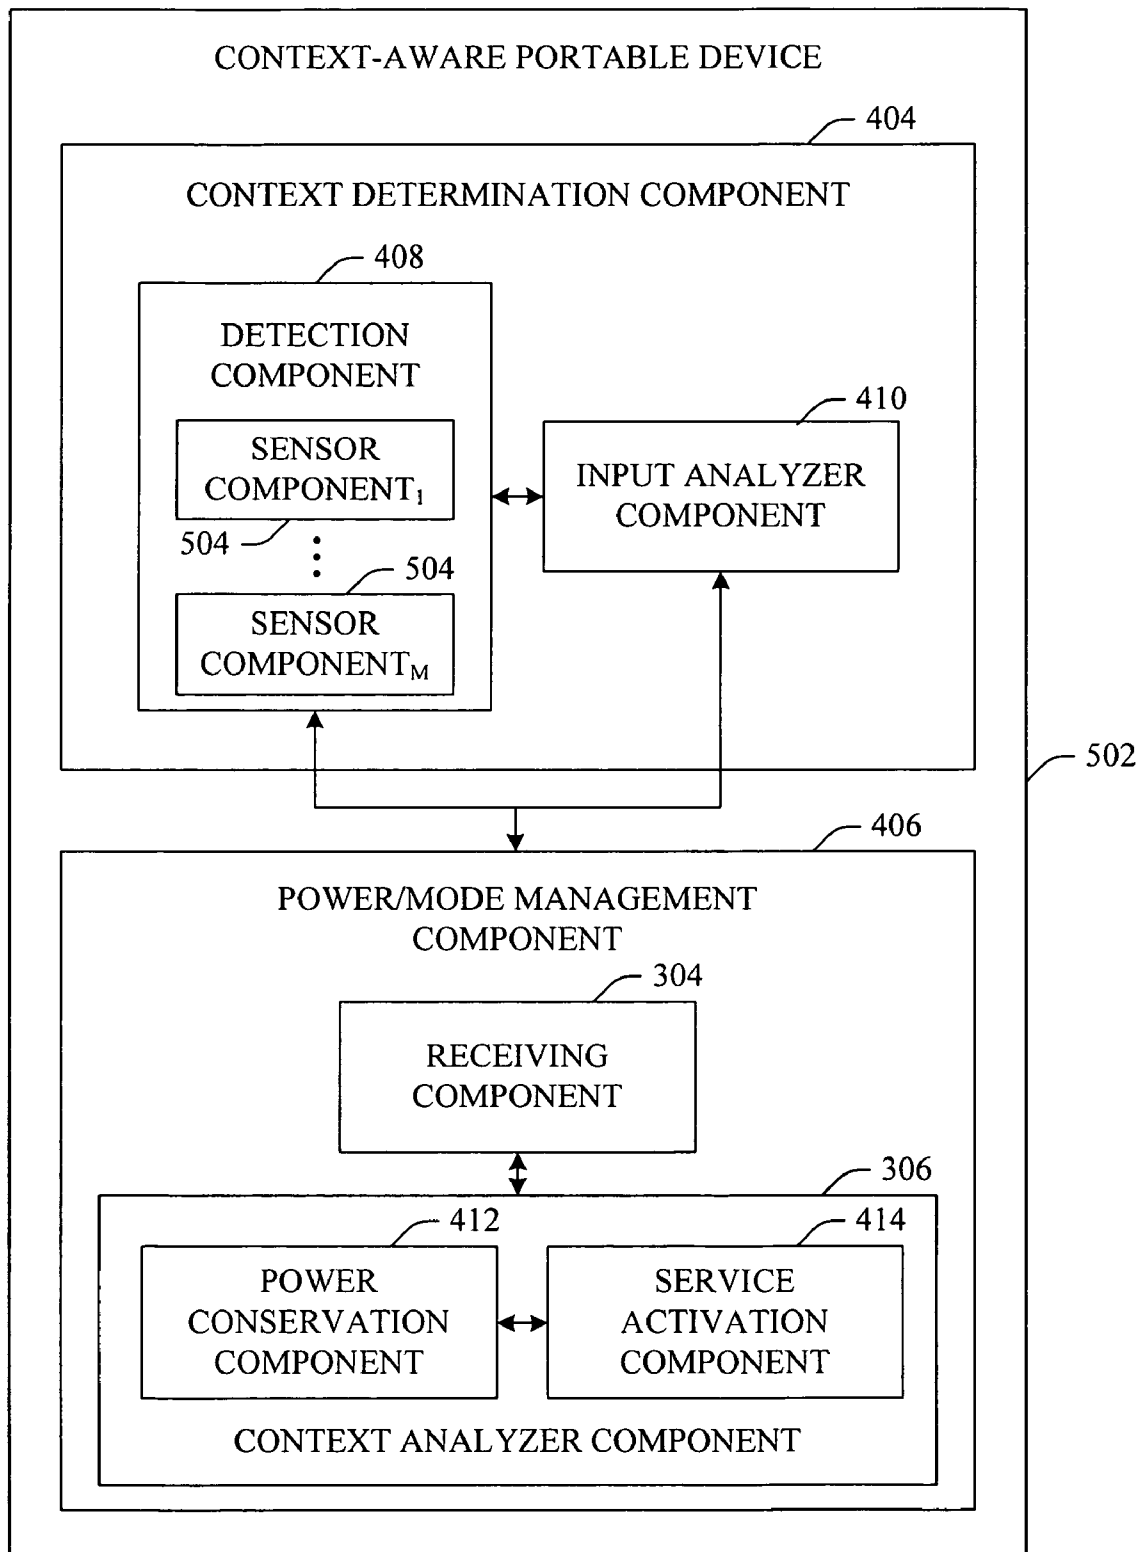 CONTEXT-AWARE PORTABLE DEVICE
404
CONTEXT DETERMINATION COMPONENT
408
DETECTION
COMPONENT
410
SENSOR
COMPONENT₁
INPUT ANALYZER
COMPONENT
504
504
SENSOR
COMPONENT_M
502
406
POWER/MODE MANAGEMENT
COMPONENT
304
RECEIVING
COMPONENT
306
412
414
POWER
CONSERVATION
COMPONENT
SERVICE
ACTIVATION
COMPONENT
CONTEXT ANALYZER COMPONENT